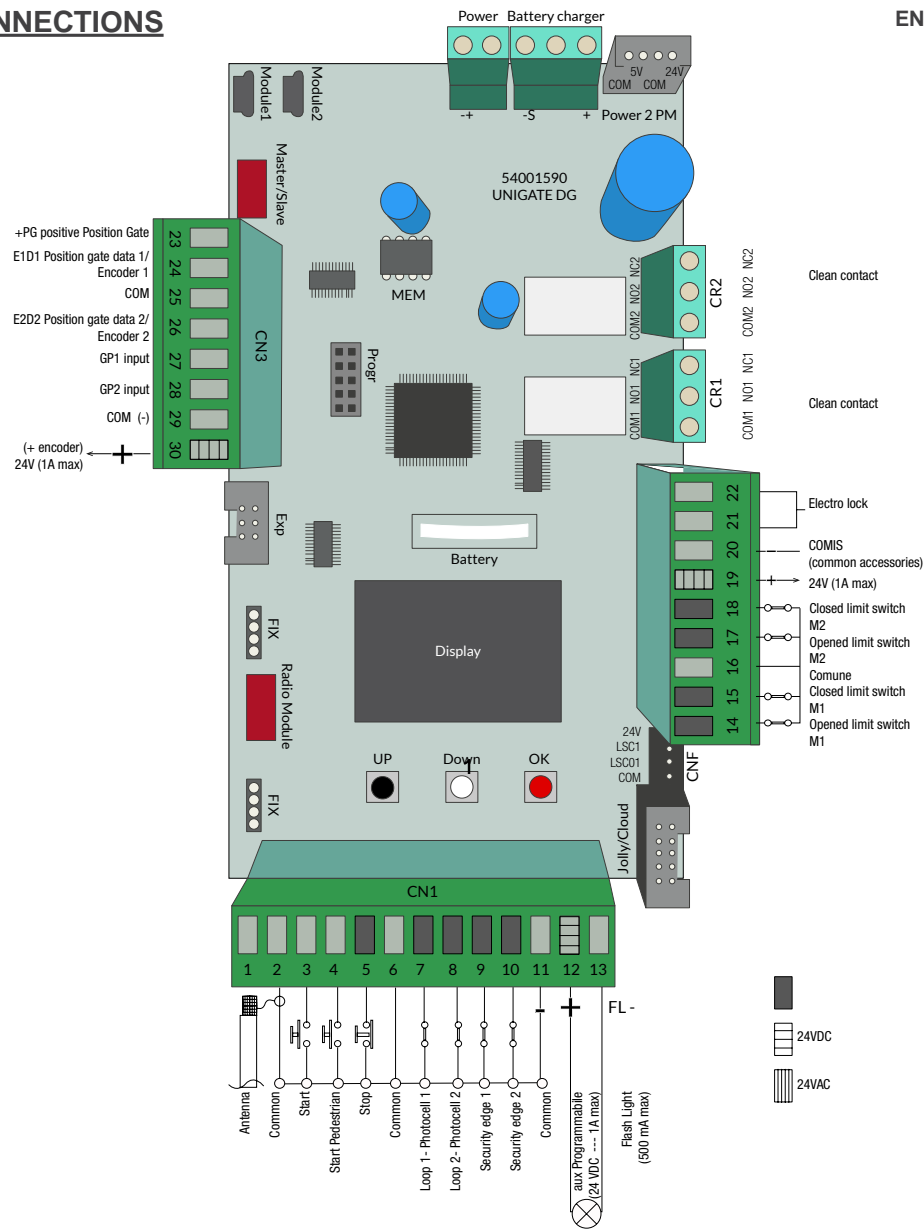 NNECTIONS
EN
Power Battery charger
Module1
Module2
5V 24V
COM COM
-+ -S +
Power 2 PM
Master/Slave
54001590
UNIGATE DG
+PG positive Position Gate
E1D1 Position gate data 1/
Encoder 1
COM
E2D2 Position gate data 2/
Encoder 2
GP1 input
GP2 input
COM (-)
(+ encoder)
24V (1A max)
+
23
24
25
26
27
28
29
30
CN3
MEM
Progr
COM2 NO2 NC2
CR2
COM2 NO2 NC2
Clean contact
COM1 NO1 NC1
CR1
COM1 NO1 NC1
Clean contact
Exp
Battery
22
21
20
19
18
17
16
15
14
Electro lock
- COMIS
(common accessories)
+ 24V (1A max)
Closed limit switch
M2
Opened limit switch
M2
Comune
Closed limit switch
M1
Opened limit switch
M1
FIX
Radio Module
FIX
Display
UP
Down
1
OK
24V
LSC1
LSC01
COM
CNF
Jolly/Cloud
CN1
1 2 3 4 5 6 7 8 9 10 11 12 13
- + FL -
Antenna
Common
Start
Start Pedestrian
Stop
Common
Loop 1- Photocell 1
Loop 2- Photocell 2
Security edge 1
Security edge 2
Common
aux Programmabile
(24 VDC --- 1A max)
Flash Light
(500 mA max)
24VDC
24VAC